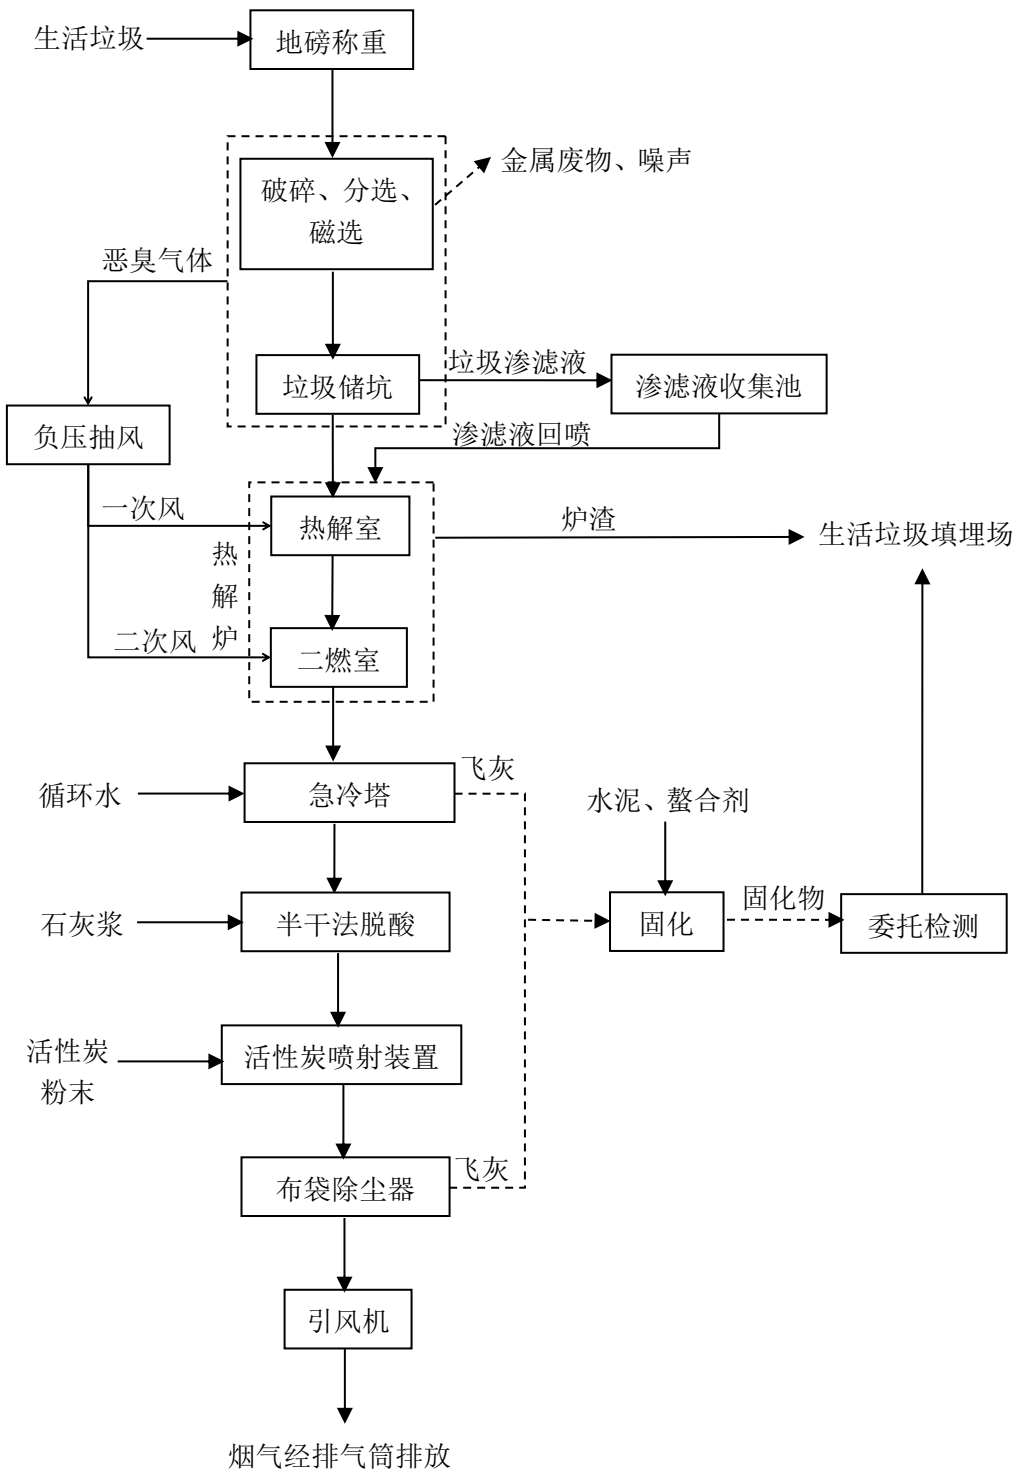 生活垃圾
地磅称重
破碎、分选、
磁选
金属废物、噪声
恶臭气体
垃圾储坑
垃圾渗滤液
渗滤液收集池
负压抽风
渗滤液回喷
一次风
热解室
炉渣
生活垃圾填埋场
热
解
炉
二次风
二燃室
循环水
急冷塔
飞灰
水泥、螯合剂
石灰浆
半干法脱酸
固化
固化物
委托检测
活性炭
粉末
活性炭喷射装置
布袋除尘器
飞灰
引风机
烟气经排气筒排放